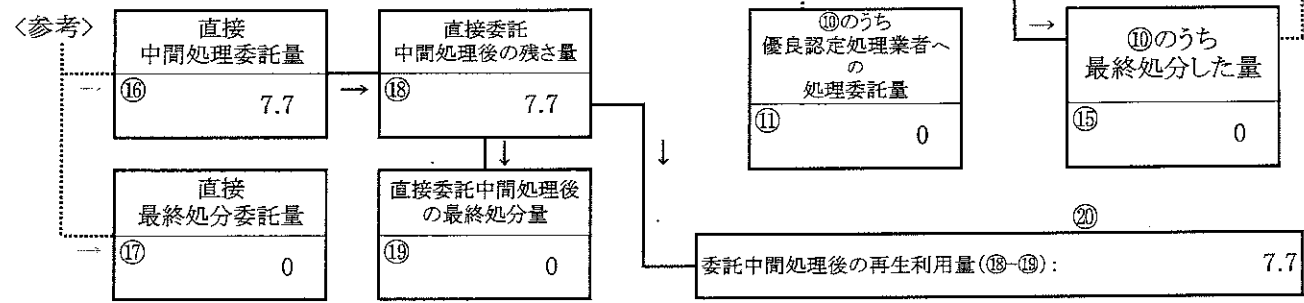 〈参考〉
直接
中間処理委託量
⑯
7.7
→
直接委託
中間処理後の残さ量
⑱
7.7
⑩のうち
優良認定処理業者へ
の
処理委託量
⑪
0
→
⑩のうち
最終処分した量
⑮
0
→
↓
↓
直接
最終処分委託量
⑰
0
→
直接委託中間処理後
の最終処分量
⑲
0
⑳
委託中間処理後の再生利用量(⑱-⑲):
7.7